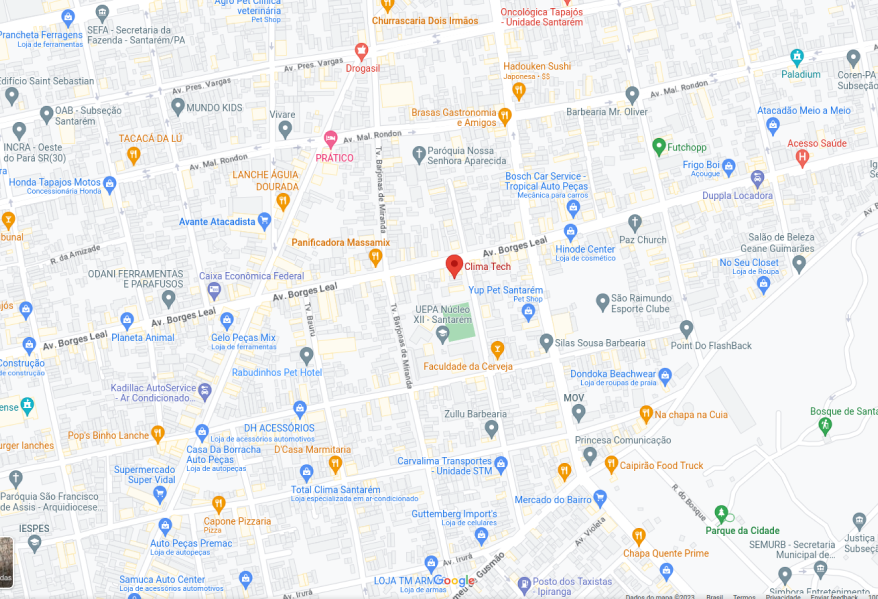 Agro Pet Clínica
veterinária
Pet Shop
Churrascaria Dois Irmãos
Oncológica Tapajós
- Unidade Santarém
Prancheta Ferragens
Loja de ferramentas
SEFA - Secretaria da
Fazenda - Santarém/PA
Av. Pres. Vargas
Drogasil
Hadouken Sushi
Japonesa • $$
Paladium
Coren-PA
Subseção
Edifício Saint Sebastian
Av. Pres. Vargas
Av. Mal. Rondon
OAB - Subseção
Santarém
MUNDO KIDS
Vivare
Brasas Gastronomia
e Amigos
Barbearia Mr. Oliver
Atacadão Meio a Meio
INCRA - Oeste
do Pará SR(30)
TACACÁ DA LÚ
PRÁTICO
Av. Mal. Rondon
Av. Mal. Rondon
Paróquia Nossa
Senhora Aparecida
Futchopp
Acesso Saúde
Frigo Boi
Açougue
Honda Tapajos Motos
Concessionária Honda
LANCHE ÁGUIA
DOURADA
Tv. Barjonas de Miranda
Bosch Car Service -
Tropical Auto Peças
Mecânica para carros
Duppla Locadora
Avante Atacadista
Panificadora Massamix
Av. Borges Leal
Hinode Center
Loja de cosmético
Paz Church
Salão de Beleza
Geane Guimarães
R. da Amizade
ODANI FERRAMENTAS
E PARAFUSOS
Caixa Econômica Federal
Clima Tech
No Seu Closet
Loja de Roupa
Av. Borges Leal
Yup Pet Santarém
Pet Shop
São Raimundo
Esporte Clube
Av. Borges Leal
Tv. Bauru
Tv. Barjonas de Miranda
UEPA Núcleo
XII - Santarém
Planeta Animal
Gelo Peças Mix
Loja de ferramentas
Av. Borges Leal
Silas Sousa Barbearia
Point Do FlashBack
Rabudinhos Pet Hotel
Faculdade da Cerveja
Dondoka Beachwear
Loja de roupas de praia
Kadillac AutoService
- Ar Condicionado...
MOV
Zullu Barbearia
Na chapa na Cuia
DH ACESSÓRIOS
Loja de acessórios automotivos
Pop's Binho Lanche
Casa Da Borracha
Auto Peças
Loja de autopeças
D'Casa Marmitaria
Princesa Comunicação
Supermercado
Super Vidal
Carvalima Transportes
- Unidade STM
Caipirão Food Truck
Total Clima Santarém
Loja especializada em ar-condicionado
Mercado do Bairro
R. do Bosque
Paróquia São Francisco
de Assis - Arquidiocese...
Capone Pizzaria
Pizza
Guttemberg Import's
Loja de celulares
Parque da Cidade
IESPES
Auto Peças Premac
Loja de autopeças
Av. Violeta
Chapa Quente Prime
SEMURB - Secretaria
Municipal de...
Av. Irurá
Samuca Auto Center
Loja de acessórios automotivos
LOJA TM
Loja de armas
Google
Posto dos Taxistas
- Ipiranga
Simbora Entretenimento
Dados do mapa ©2023 Brasil Termos Privacidade Enviar feedback